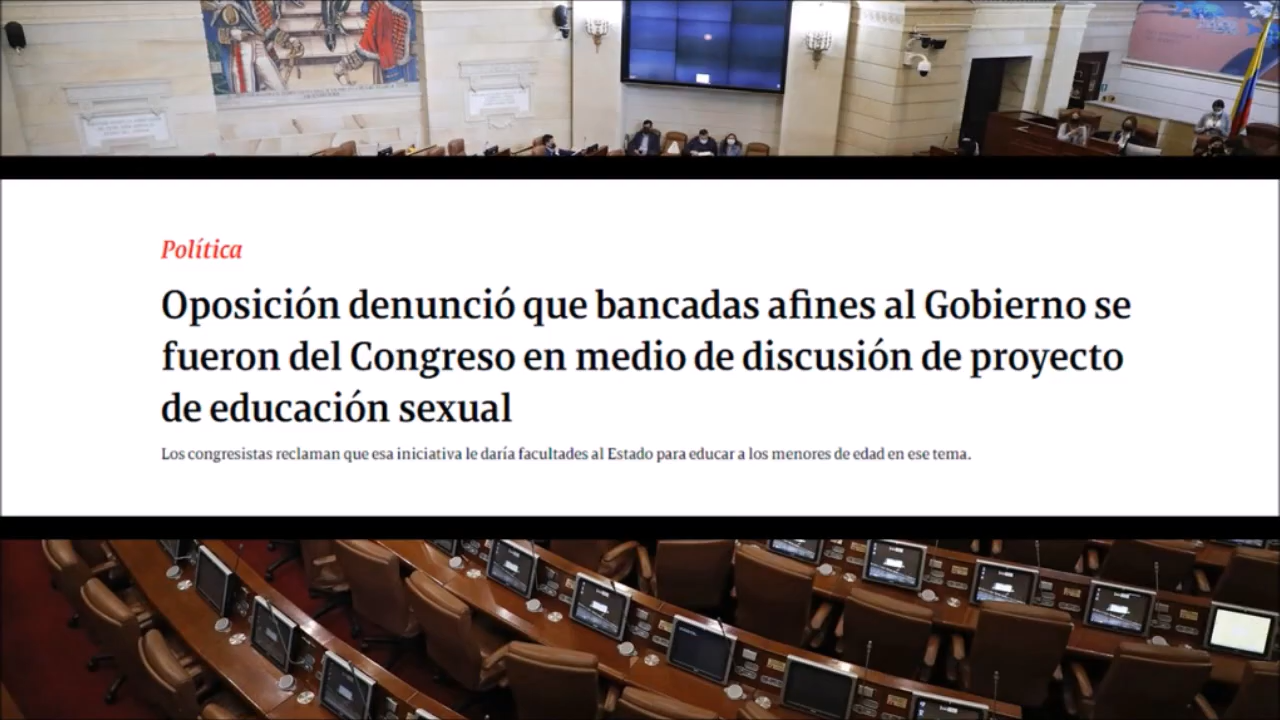 Política
Oposición denunció que bancadas afines al Gobierno se
fueron del Congreso en medio de discusión de proyecto
de educación sexual
Los congresistas reclaman que esa iniciativa le daría facultades al Estado para educar a los menores de edad en ese tema.